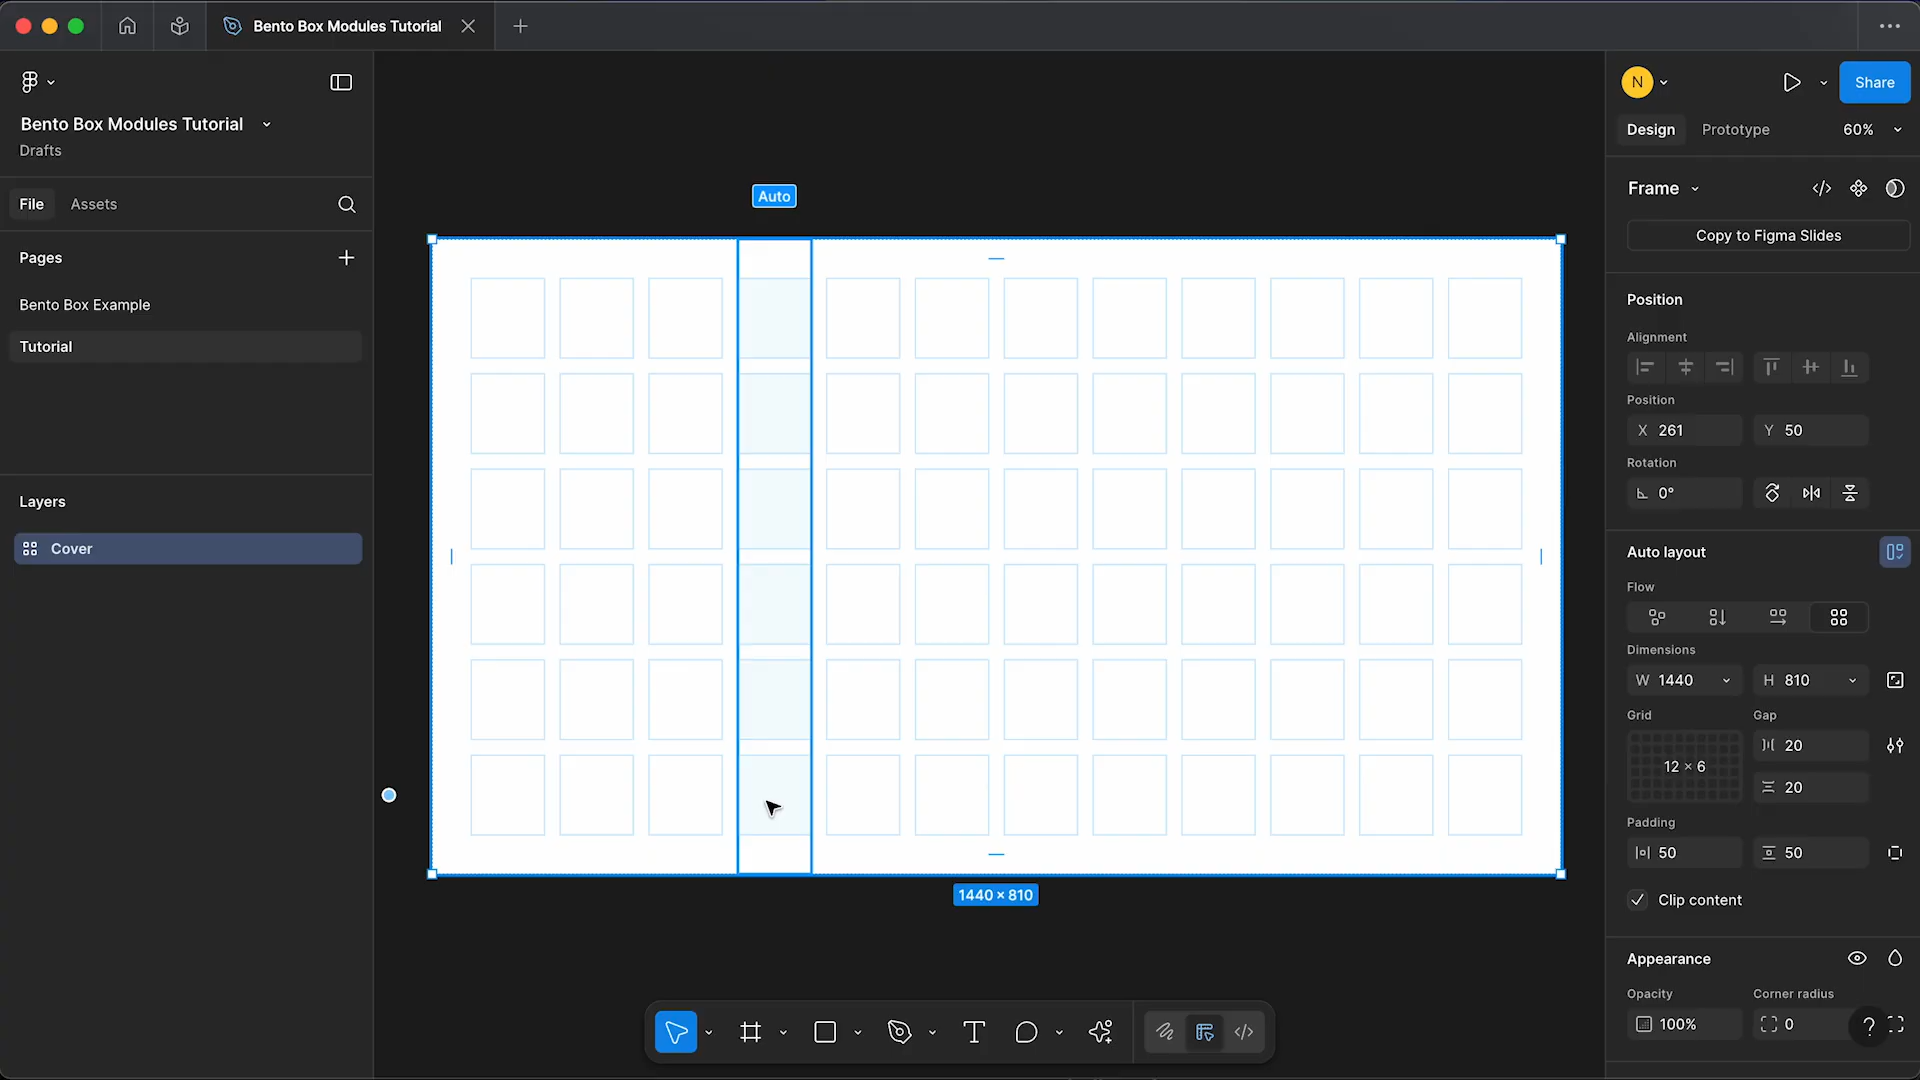 Bento Box Modules Tutorial
N
Share
Bento Box Modules Tutorial
Drafts
Design
Prototype
60%
File
Assets
Frame
Auto
Copy to Figma Slides
Pages
Bento Box Example
Tutorial
Position
Alignment
Position
X 261
Y 50
Rotation
0°
Layers
Cover
Auto layout
Flow
Dimensions
W 1440
H 810
Grid
Gap
12 × 6
20
20
Padding
50
50
1440 × 810
Clip content
Appearance
Opacity
Corner radius
100%
0
?